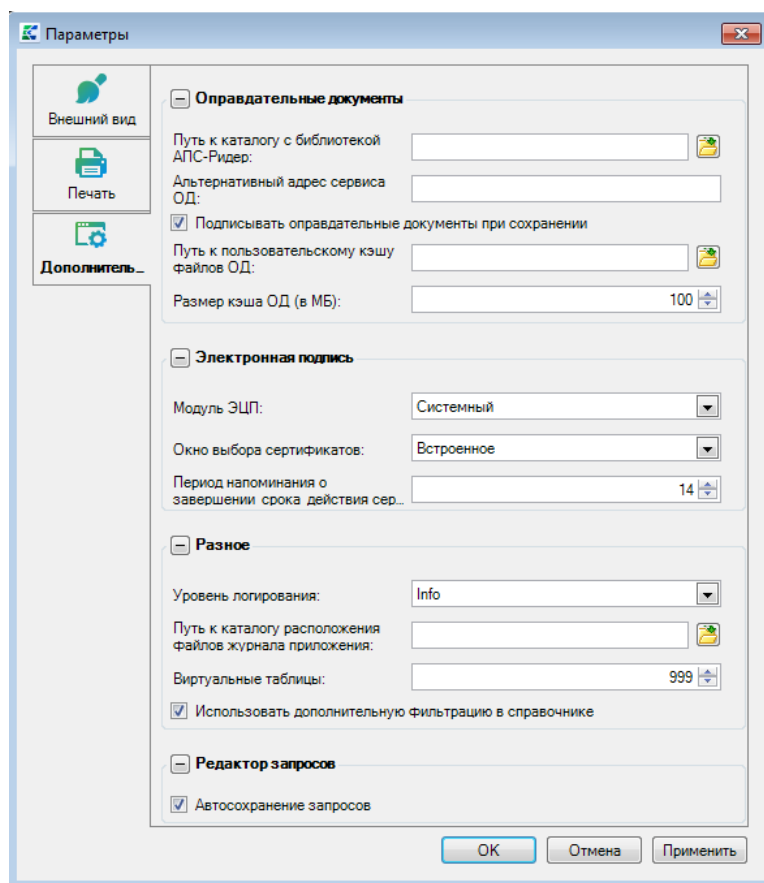 Параметры
Внешний вид
Печать
Дополнитель...
Оправдательные документы
Путь к каталогу с библиотекой
АПС-Ридер:
Альтернативный адрес сервиса
ОД:
Подписывать оправдательные документы при сохранении
Путь к пользовательскому кэшу
файлов ОД:
Размер кэша ОД (в МБ):
100
Электронная подпись
Модуль ЭЦП:
Системный
Окно выбора сертификатов:
Встроенное
Период напоминания о
завершении срока действия сер...
14
Разное
Уровень логирования:
Info
Путь к каталогу расположения
файлов журнала приложения:
Виртуальные таблицы:
999
Использовать дополнительную фильтрацию в справочнике
Редактор запросов
Автосохранение запросов
OK
Отмена
Применить